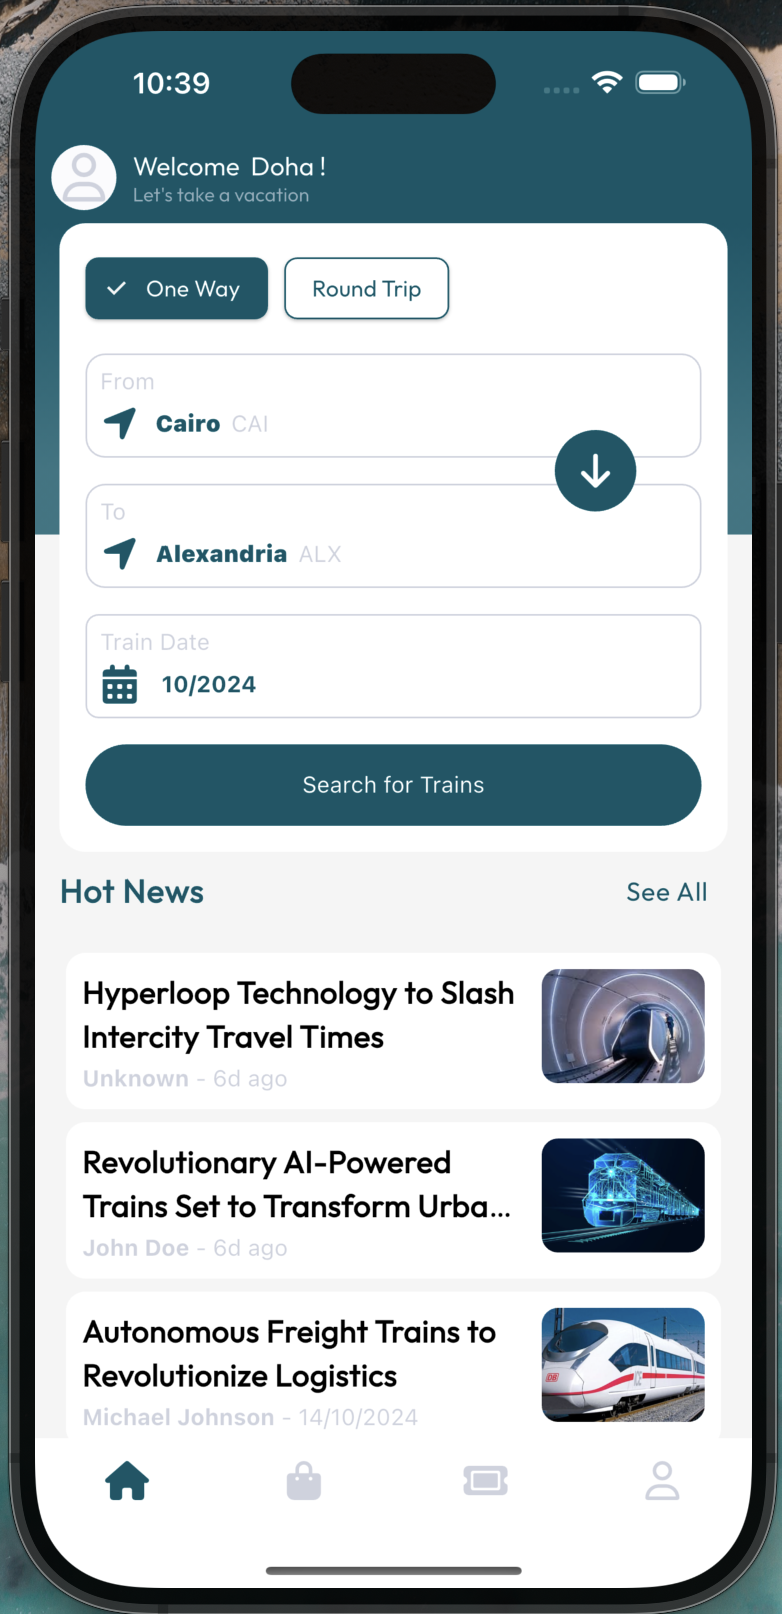 10:39
Welcome Doha !
Let's take a vacation
One Way
Round Trip
From
Cairo CAI
To
Alexandria ALX
Train Date
10/2024
Search for Trains
Hot News
See All
Hyperloop Technology to Slash
Intercity Travel Times
Unknown - 6d ago
Revolutionary AI-Powered
Trains Set to Transform Urba...
John Doe - 6d ago
Autonomous Freight Trains to
Revolutionize Logistics
DB
Michael Johnson - 14/10/2024